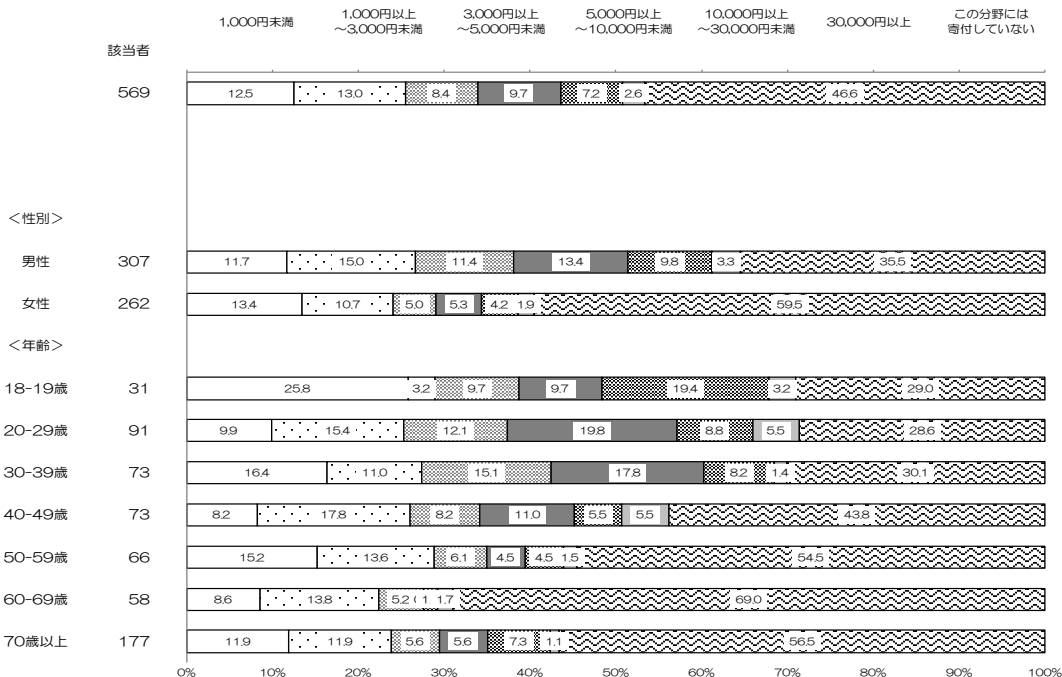 1,000円未満 1,000円以上 ～3,000円未満 3,000円以上 ～5,000円未満 5,000円以上 ～10,000円未満 10,000円以上 ～30,000円未満 30,000円以上 この分野には 寄付していない
該当者
569 12.5 13.0 8.4 9.7 7.2 2.6 46.6
＜性別＞
男性 307 11.7 15.0 11.4 13.4 9.8 3.3 35.5
女性 262 13.4 10.7 5.0 5.3 4.2 1.9 59.5
＜年齢＞
18-19歳 31 25.8 3.2 9.7 9.7 19.4 3.2 29.0
20-29歳 91 9.9 15.4 12.1 19.8 8.8 5.5 28.6
30-39歳 73 16.4 11.0 15.1 17.8 8.2 1.4 30.1
40-49歳 73 8.2 17.8 8.2 11.0 5.5 5.5 43.8
50-59歳 66 15.2 13.6 6.1 4.5 4.5 1.5 54.5
60-69歳 58 8.6 13.8 5.2 1.7 69.0
70歳以上 177 11.9 11.9 5.6 5.6 7.3 1.1 56.5
0% 10% 20% 30% 40% 50% 60% 70% 80% 90% 100%